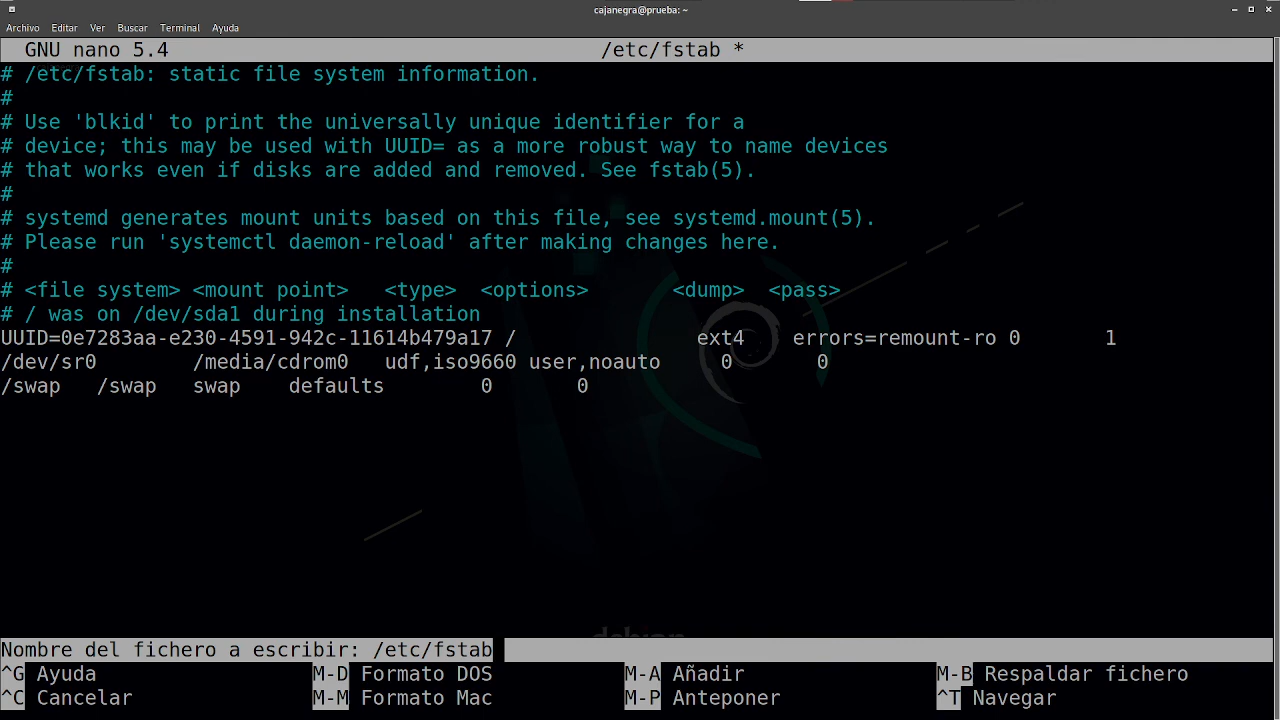 cajanegra@prueba: ~
Archivo Editar Ver Buscar Terminal Ayuda
GNU nano 5.4 /etc/fstab *
# /etc/fstab: static file system information.
#
# Use 'blkid' to print the universally unique identifier for a
# device; this may be used with UUID= as a more robust way to name devices
# that works even if disks are added and removed. See fstab(5).
#
# systemd generates mount units based on this file, see systemd.mount(5).
# Please run 'systemctl daemon-reload' after making changes here.
#
# <file system> <mount point> <type> <options> <dump> <pass>
# / was on /dev/sda1 during installation
UUID=0e7283aa-e230-4591-942c-11614b479a17 / ext4 errors=remount-ro 0 1
/dev/sr0 /media/cdrom0 udf,iso9660 user,noauto 0 0
/swap /swap swap defaults 0 0
debian
Nombre del fichero a escribir: /etc/fstab
^G Ayuda M-D Formato DOS M-A Añadir M-B Respaldar fichero
^C Cancelar M-M Formato Mac M-P Anteponer ^T Navegar